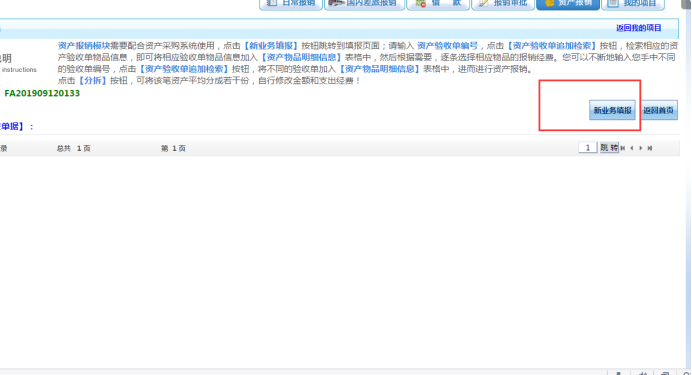 日常报销 国内差旅报销 借 款 报销审批 资产报销 我的项目
返回我的项目
资产报销模块需要配合资产采购系统使用，点击【新业务填报】按钮跳转到填报页面；请输入 资产验收单编号，点击【资产验收单追加检索】按钮，检索相应的资
说明
产验收单物品信息，即可将相应验收单物品信息加入【资产物品明细信息】表格中，然后根据需要，逐条选择相应物品的报销经费。您可以不断地输入您手中不同
instructions
的验收单编号，点击【资产验收单追加检索】按钮，将不同的验收单加入【资产物品明细信息】表格中，进而进行资产报销。
点击【分拆】按钮，可将该笔资产平均分成若干份，自行修改金额和支出经费！
FA201909120133
新业务填报 返回首页
单据】：
录 总共 1 页 第 1 页 1 跳 转